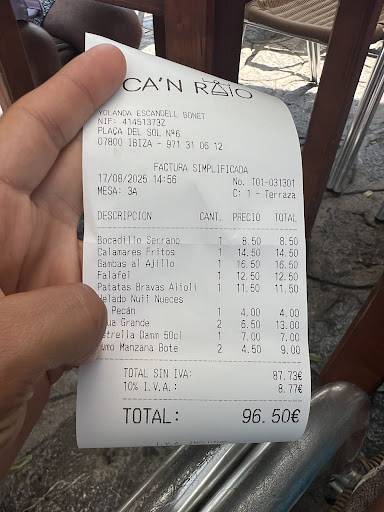 CA'N RAIO
YOLANDA ESCANDELL BONET
NIF: 41451373Z
PLAÇA DEL SOL Nº6
07800 IBIZA - 971 31 06 12
FACTURA SIMPLIFICADA
17/08/2025 14:56 No. T01-031301
MESA: 3A C: 1 - Terraza
DESCRIPCION CANT. PRECIO TOTAL
Bocadillo Serrano 1 8.50 8.50
Calamares Fritos 1 14.50 14.50
Gambas al Ajillo 1 16.50 16.50
Falafel 1 12.50 12.50
Patatas Bravas Alioli 1 11.50 11.50
Helado Nuii Nueces
Pecán 1 4.00 4.00
gua Grande 2 6.50 13.00
strella Damm 50cl 1 7.00 7.00
umo Manzana Bote 2 4.50 9.00
TOTAL SIN IVA: 87.73€
10% I.V.A.: 8.77€
TOTAL: 96.50€